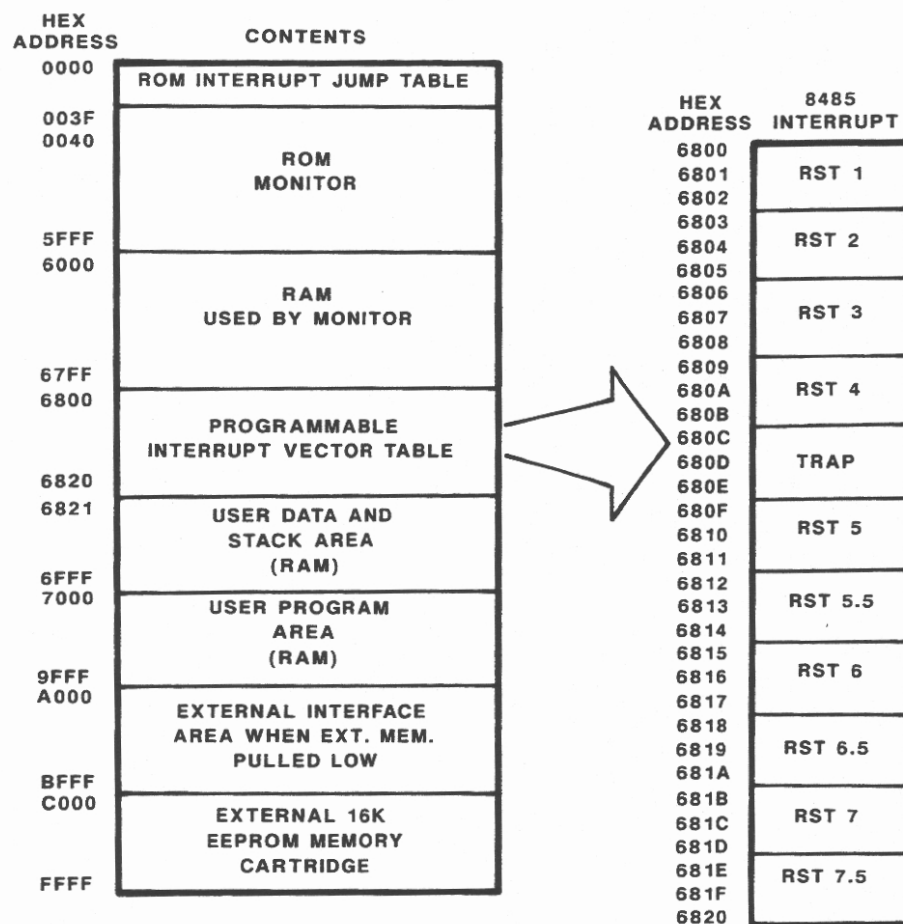 HEX
ADDRESS
CONTENTS
0000
ROM INTERRUPT JUMP TABLE
003F
0040
ROM
MONITOR
5FFF
6000
RAM
USED BY MONITOR
67FF
6800
PROGRAMMABLE
INTERRUPT VECTOR TABLE
6820
6821
USER DATA AND
STACK AREA
(RAM)
6FFF
7000
USER PROGRAM
AREA
(RAM)
9FFF
A000
EXTERNAL INTERFACE
AREA WHEN EXT. MEM.
PULLED LOW
BFFF
C000
EXTERNAL 16K
EEPROM MEMORY
CARTRIDGE
FFFF
HEX
ADDRESS
8485
INTERRUPT
6800
6801 RST 1
6802
6803
6804 RST 2
6805
6806
6807 RST 3
6808
6809
680A RST 4
680B
680C
680D TRAP
680E
680F
6810 RST 5
6811
6812
6813 RST 5.5
6814
6815
6816 RST 6
6817
6818
6819 RST 6.5
681A
681B
681C RST 7
681D
681E
681F RST 7.5
6820